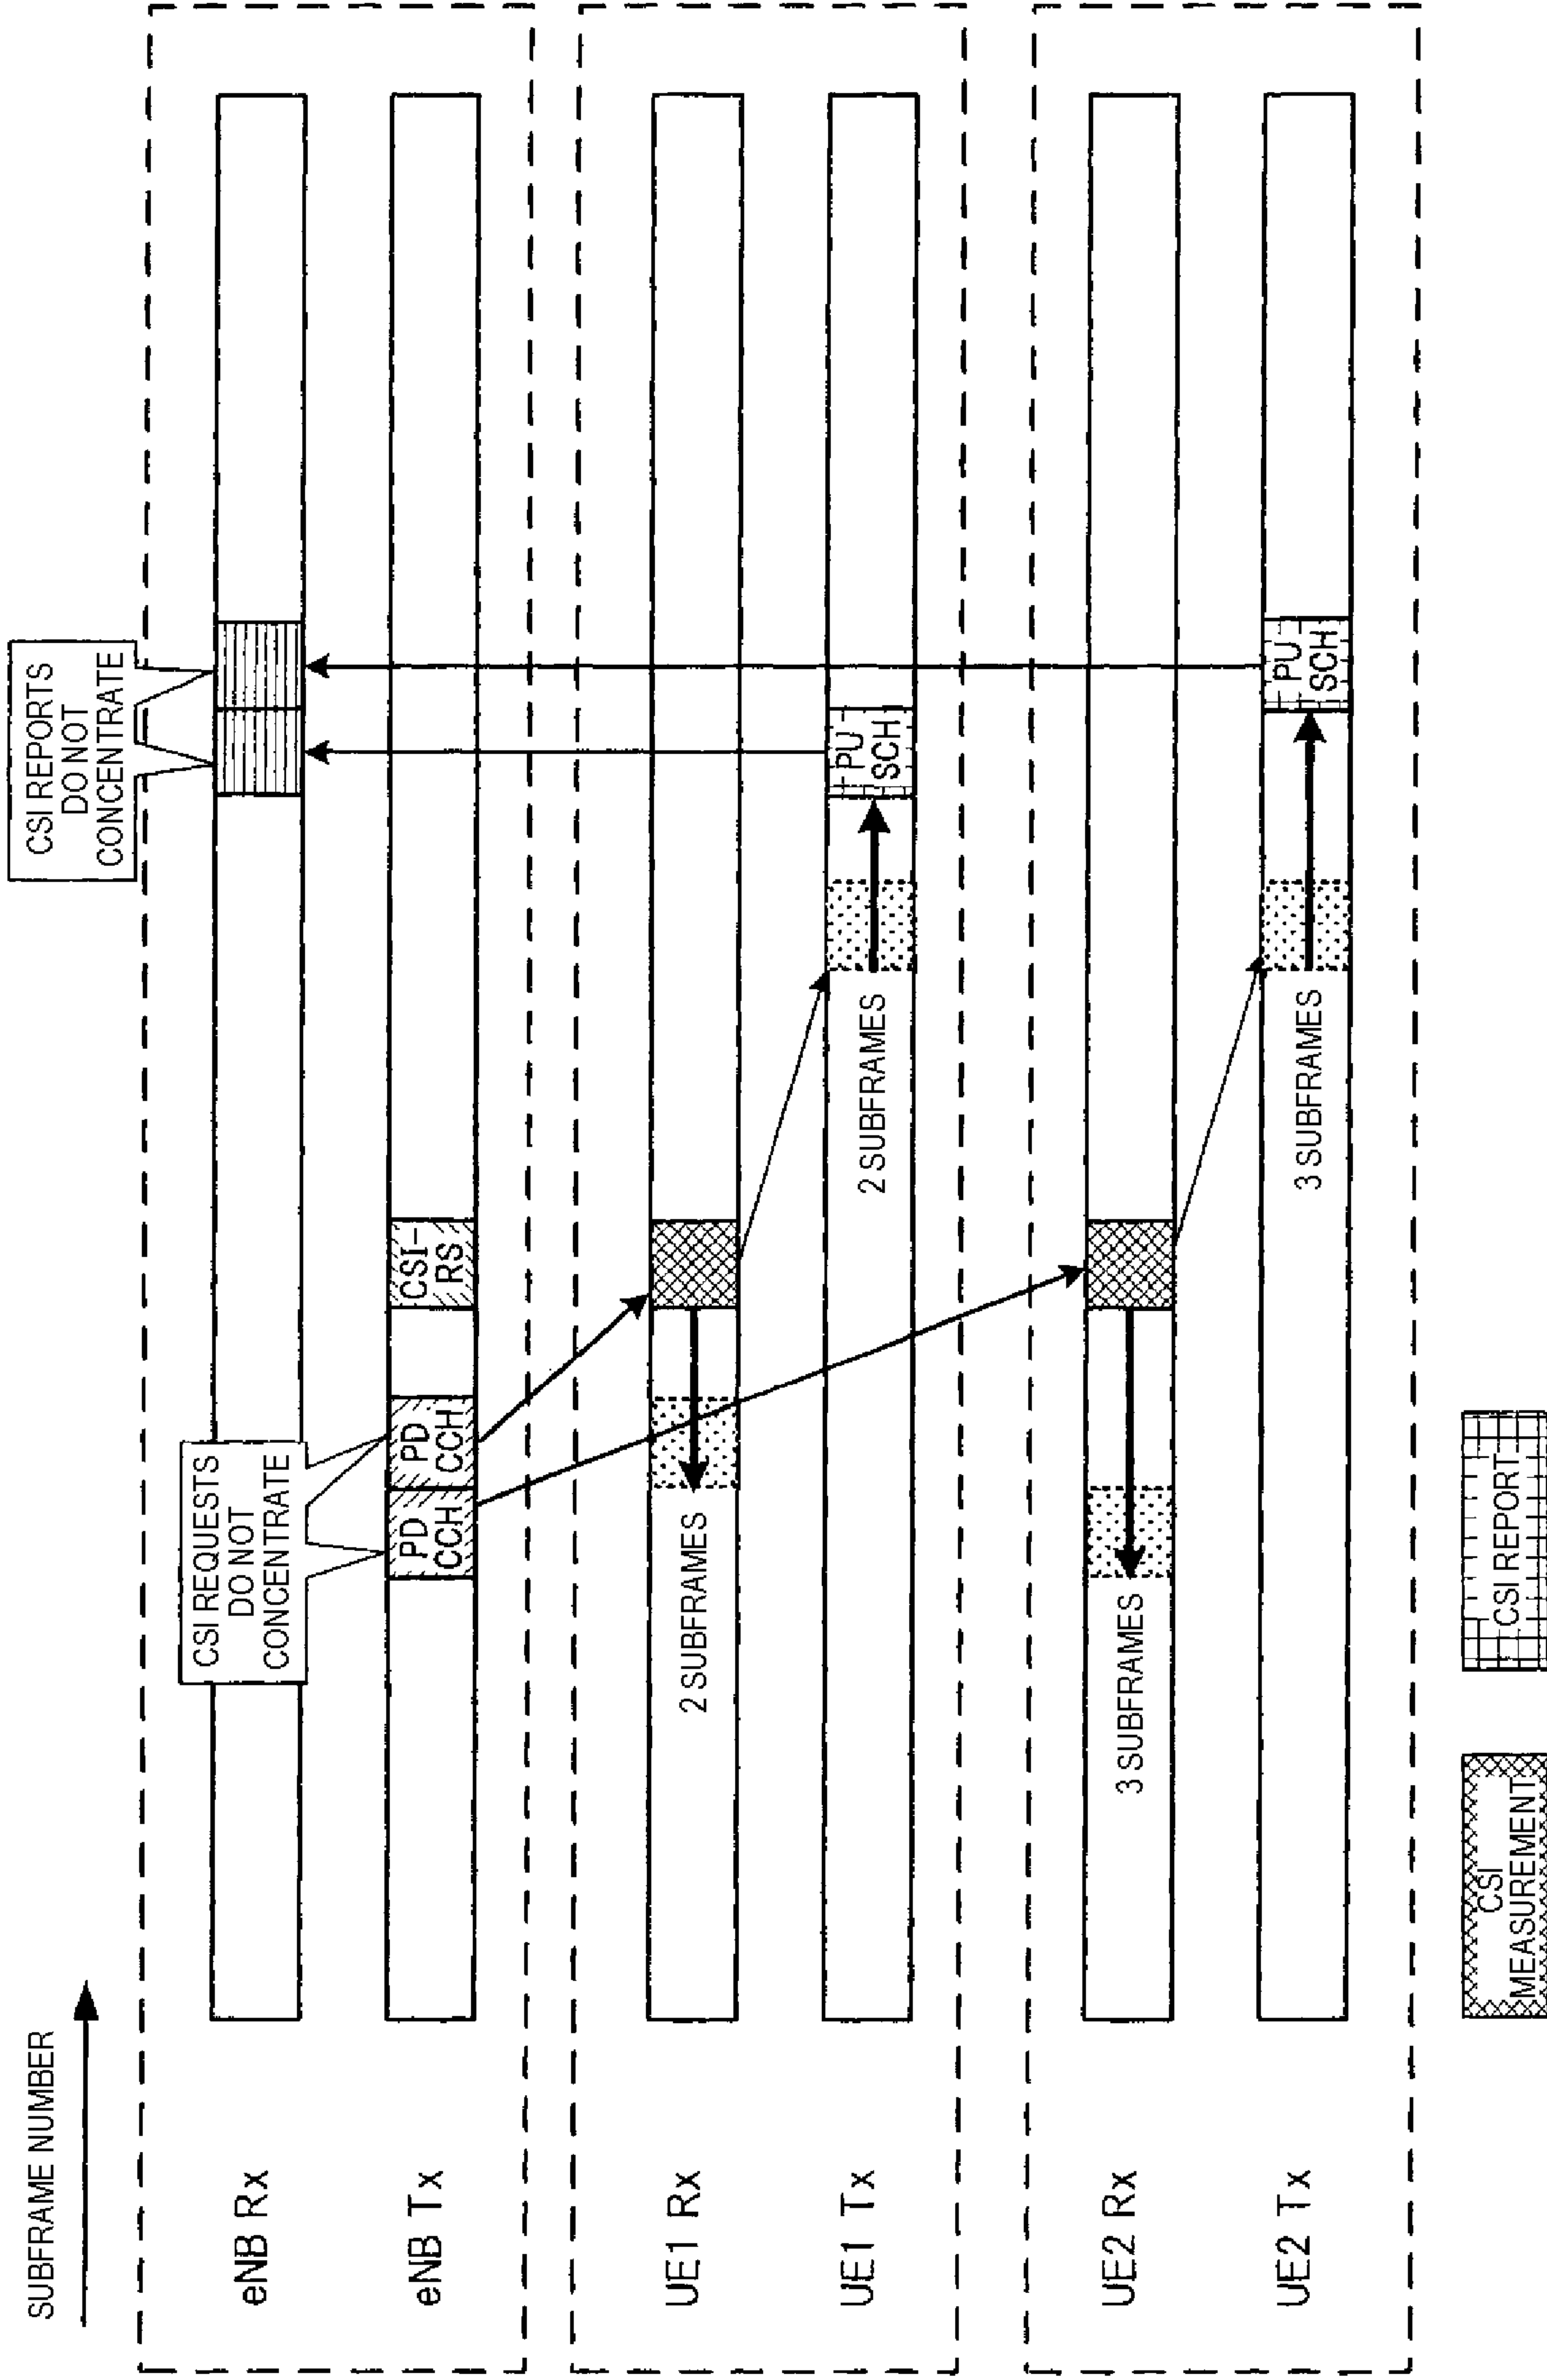 SUBFRAME NUMBER
CSI REPORTS
DO NOT
CONCENTRATE
eNB Rx
CSI REQUESTS
DO NOT
CONCENTRATE
eNB Tx
PD
CCH
PD
CCH
CSI-
RS
UE1 Rx
2 SUBFRAMES
UE1 Tx
2 SUBFRAMES
PU
SCH
UE2 Rx
3 SUBFRAMES
UE2 Tx
3 SUBFRAMES
PU
SCH
CSI
MEASUREMENT
CSI REPORT